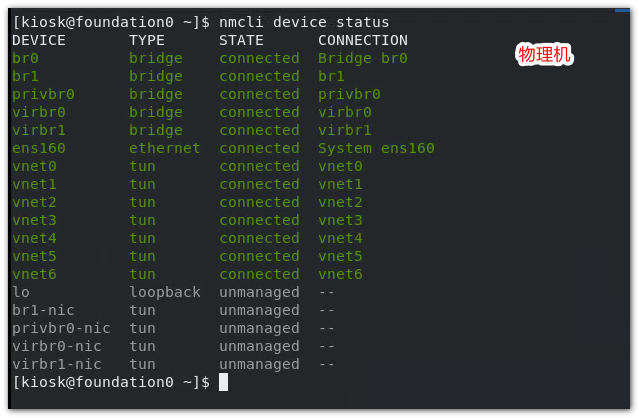 [kiosk@foundation0 ~]$ nmcli device status
DEVICE       TYPE      STATE      CONNECTION
物理机
br0          bridge    connected  Bridge br0
br1          bridge    connected  br1
privbr0      bridge    connected  privbr0
virbr0       bridge    connected  virbr0
virbr1       bridge    connected  virbr1
ens160       ethernet  connected  System ens160
vnet0        tun       connected  vnet0
vnet1        tun       connected  vnet1
vnet2        tun       connected  vnet2
vnet3        tun       connected  vnet3
vnet4        tun       connected  vnet4
vnet5        tun       connected  vnet5
vnet6        tun       connected  vnet6
lo           loopback  unmanaged  --
br1-nic      tun       unmanaged  --
privbr0-nic  tun       unmanaged  --
virbr0-nic   tun       unmanaged  --
virbr1-nic   tun       unmanaged  --
[kiosk@foundation0 ~]$